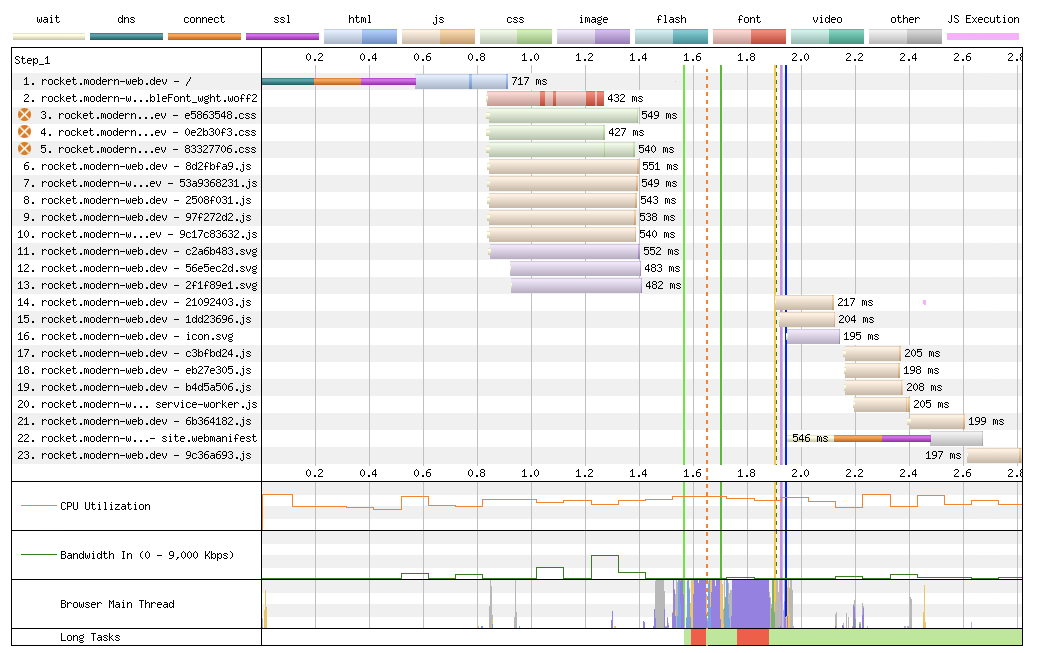 wait dns connect ssl html js css image flash font video other JS Execution
Step_1 0.2 0.4 0.6 0.8 1.0 1.2 1.4 1.6 1.8 2.0 2.2 2.4 2.6 2.8
1. rocket.modern-web.dev - / 717 ms
2. rocket.modern-w...bleFont_wght.woff2 432 ms
3. rocket.modern...ev - e5863548.css 549 ms
4. rocket.modern...ev - 0e2b30f3.css 427 ms
5. rocket.modern...ev - 83327706.css 540 ms
6. rocket.modern-web.dev - 8d2fbfa9.js 551 ms
7. rocket.modern-w...ev - 53a9368231.js 549 ms
8. rocket.modern-web.dev - 2508f031.js 543 ms
9. rocket.modern-web.dev - 97f272d2.js 538 ms
10. rocket.modern-w...ev - 9c17c83632.js 540 ms
11. rocket.modern-web.dev - c2a6b483.svg 552 ms
12. rocket.modern-web.dev - 56e5ec2d.svg 483 ms
13. rocket.modern-web.dev - 2f1f89e1.svg 482 ms
14. rocket.modern-web.dev - 21092403.js 217 ms
15. rocket.modern-web.dev - 1dd23696.js 204 ms
16. rocket.modern-web.dev - icon.svg 195 ms
17. rocket.modern-web.dev - c3bfbd24.js 205 ms
18. rocket.modern-web.dev - eb27e305.js 198 ms
19. rocket.modern-web.dev - b4d5a506.js 208 ms
20. rocket.modern-w... service-worker.js 205 ms
21. rocket.modern-web.dev - 6b364182.js 199 ms
22. rocket.modern-w...- site.webmanifest 546 ms
23. rocket.modern-web.dev - 9c36a693.js 197 ms
0.2 0.4 0.6 0.8 1.0 1.2 1.4 1.6 1.8 2.0 2.2 2.4 2.6 2.8
CPU Utilization
Bandwidth In (0 - 9,000 Kbps)
Browser Main Thread
Long Tasks